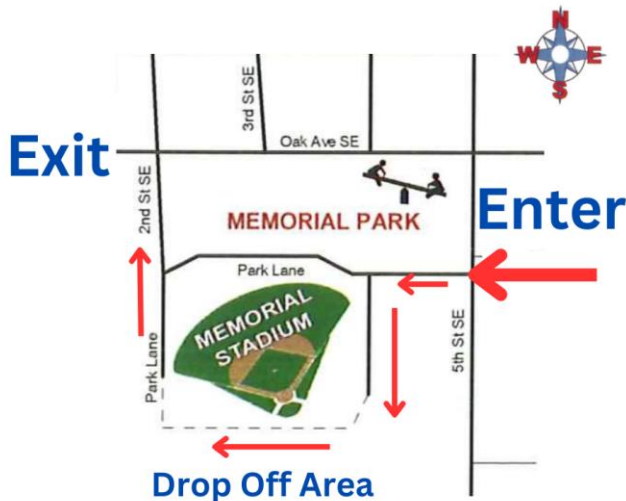 N
W E
S
3rd St SE
Oak Ave SE
Exit
2nd St SE
MEMORIAL PARK
Enter
Park Lane
MEMORIAL
STADIUM
5th St SE
Park Lane
Drop Off Area